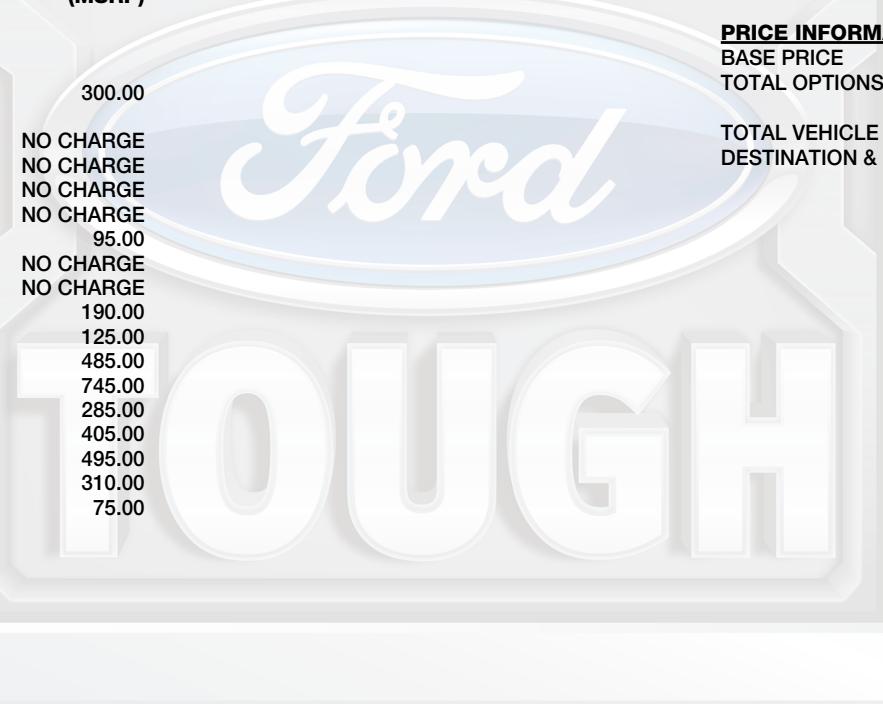 (MSRP)
300.00
NO CHARGE
NO CHARGE
NO CHARGE
NO CHARGE
95.00
NO CHARGE
NO CHARGE
190.00
125.00
485.00
745.00
285.00
405.00
495.00
310.00
75.00
PRICE INFORMA
BASE PRICE
TOTAL OPTIONS
TOTAL VEHICLE
DESTINATION &
Ford
TOUGH